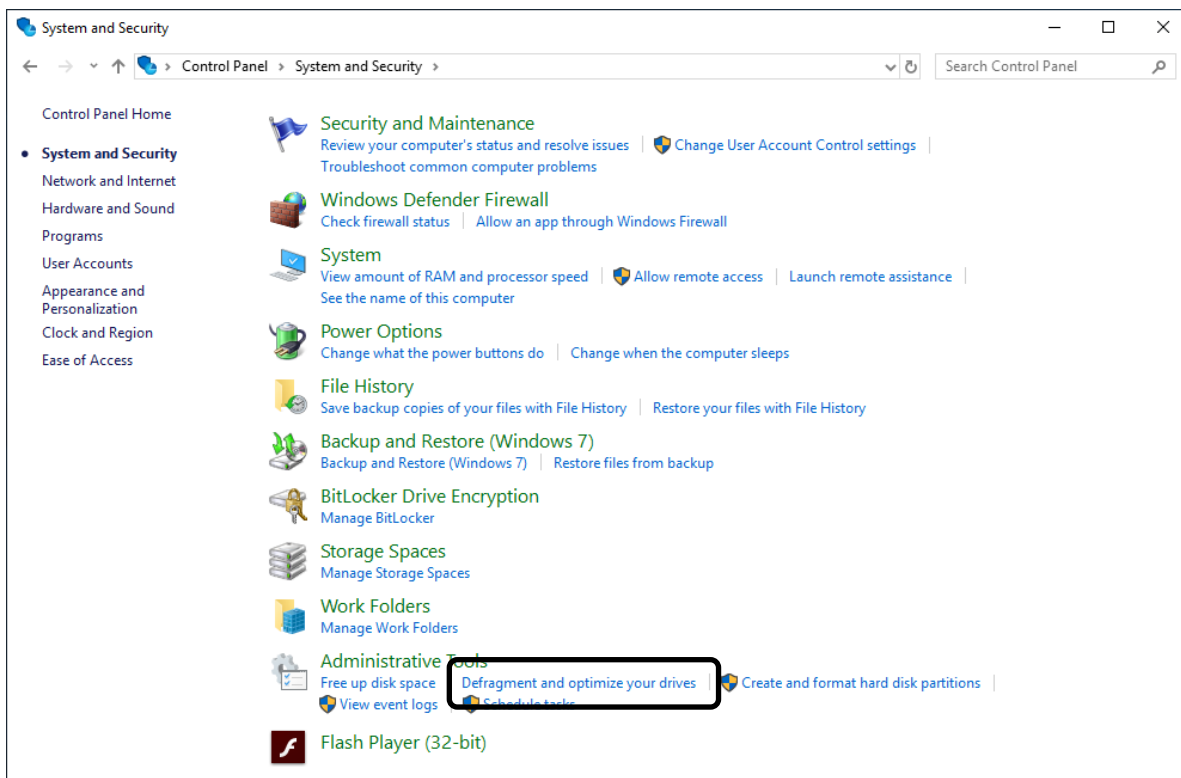 System and Security
Control Panel > System and Security >
Search Control Panel
Control Panel Home
System and Security
Network and Internet
Hardware and Sound
Programs
User Accounts
Appearance and
Personalization
Clock and Region
Ease of Access
Security and Maintenance
Review your computer's status and resolve issues | Change User Account Control settings |
Troubleshoot common computer problems
Windows Defender Firewall
Check firewall status | Allow an app through Windows Firewall
System
View amount of RAM and processor speed | Allow remote access | Launch remote assistance |
See the name of this computer
Power Options
Change what the power buttons do | Change when the computer sleeps
File History
Save backup copies of your files with File History | Restore your files with File History
Backup and Restore (Windows 7)
Backup and Restore (Windows 7) | Restore files from backup
BitLocker Drive Encryption
Manage BitLocker
Storage Spaces
Manage Storage Spaces
Work Folders
Manage Work Folders
Administrative Tools
Free up disk space Defragment and optimize your drives | Create and format hard disk partitions |
View event logs Schedule tasks
Flash Player (32-bit)